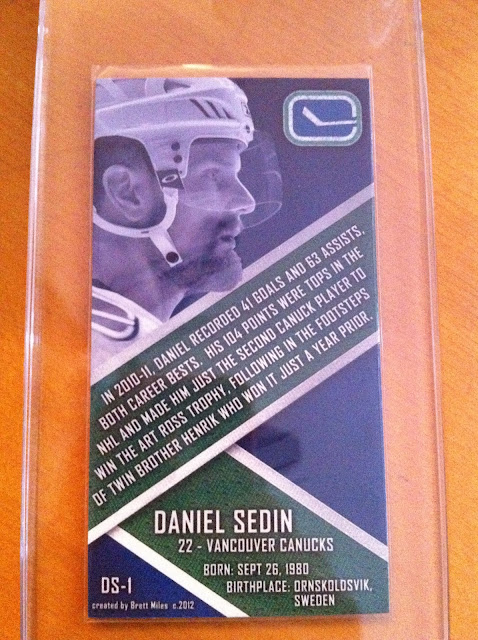 IN 2010-11, DANIEL RECORDED 41 GOALS AND 63 ASSISTS,
BOTH CAREER BESTS. HIS 104 POINTS WERE TOPS IN THE
NHL AND MADE HIM JUST THE SECOND CANUCK PLAYER TO
WIN THE ART ROSS TROPHY, FOLLOWING IN THE FOOTSTEPS
OF TWIN BROTHER HENRIK WHO WON IT JUST A YEAR PRIOR.
DANIEL SEDIN
22 - VANCOUVER CANUCKS
BORN: SEPT 26, 1980
BIRTHPLACE: ORNSKOLDSVIK,
SWEDEN
DS-1
created by Brett Miles c.2012